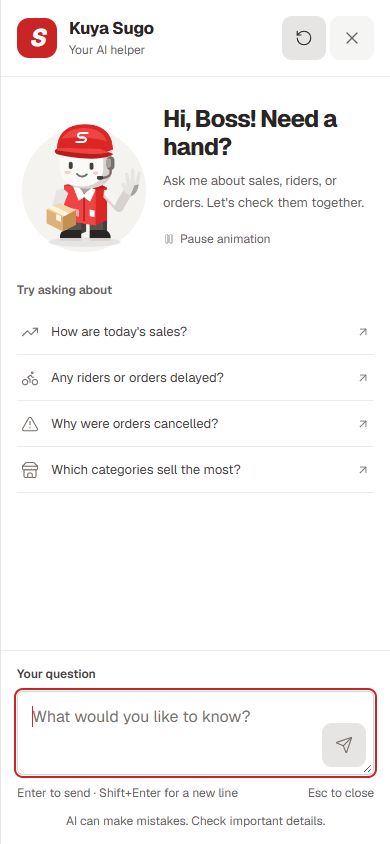 S
Kuya Sugo
Your AI helper
S
Hi, Boss! Need a
hand?
Ask me about sales, riders, or
orders. Let's check them together.
Pause animation
Try asking about
How are today's sales?
Any riders or orders delayed?
Why were orders cancelled?
Which categories sell the most?
Your question
What would you like to know?
Enter to send · Shift+Enter for a new line
Esc to close
AI can make mistakes. Check important details.